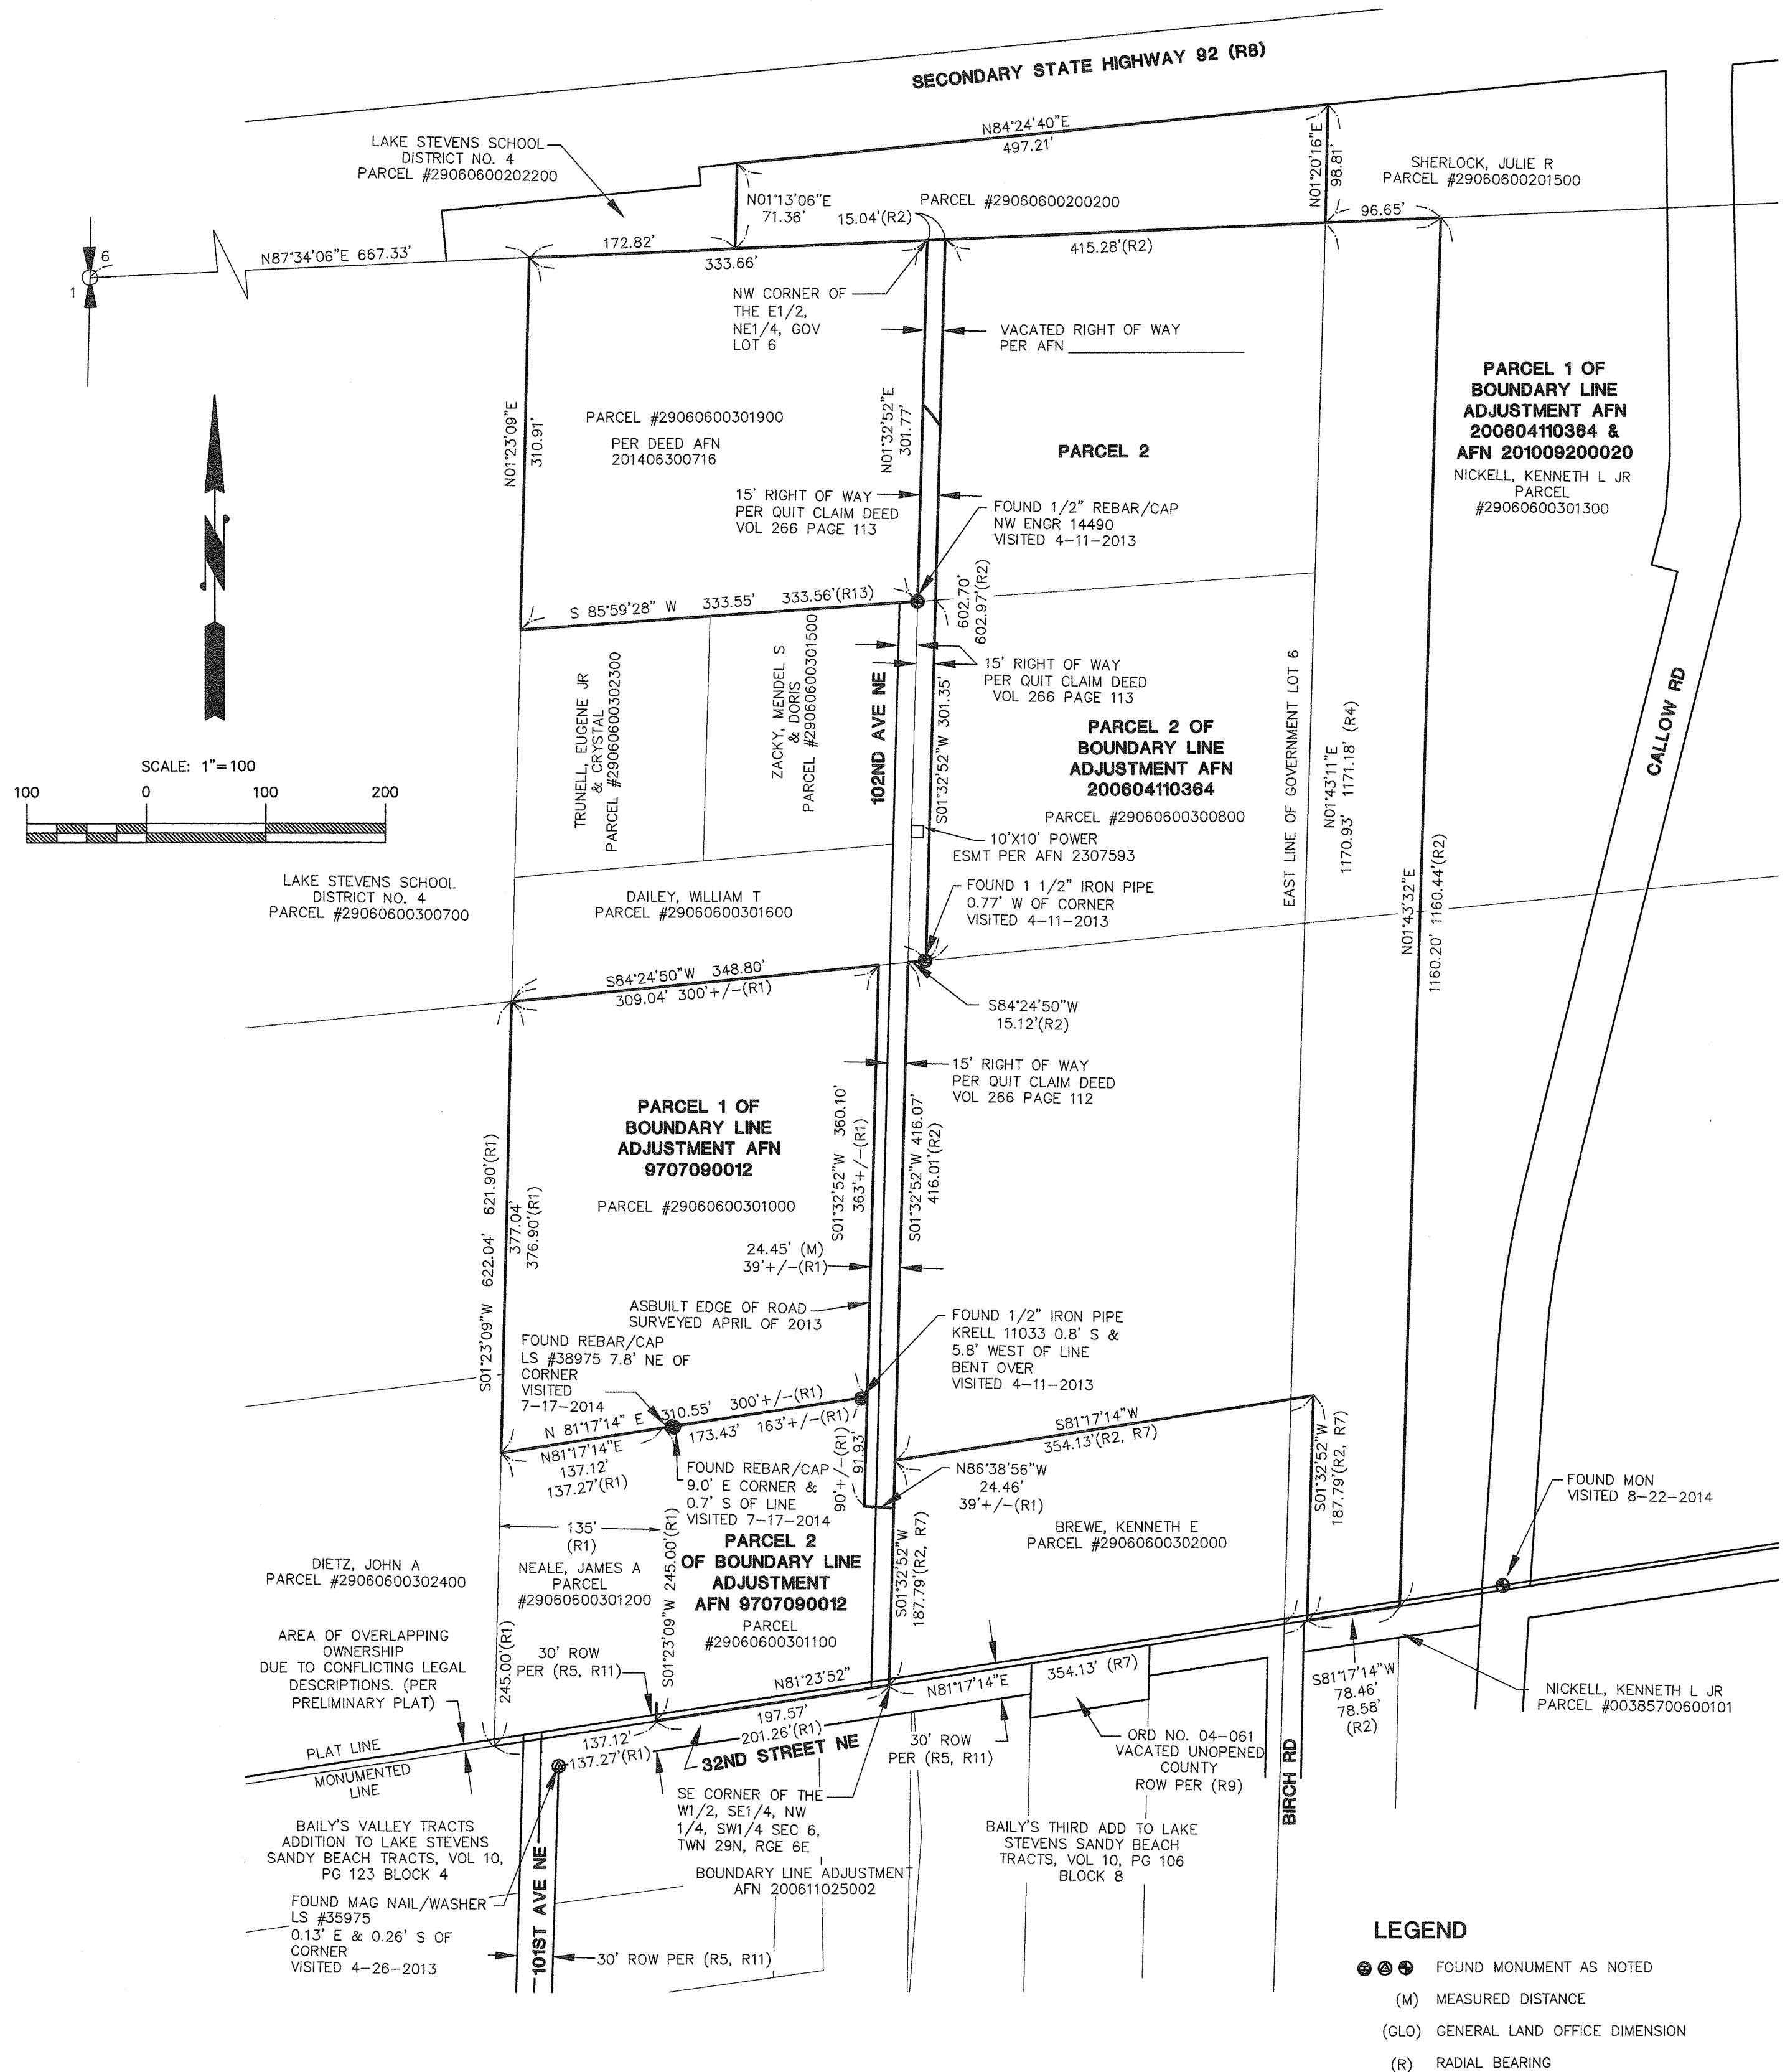 SECONDARY STATE HIGHWAY 92 (R8)
LAKE STEVENS SCHOOL
DISTRICT NO. 4
PARCEL #29060600202200
N84°24'40"E
497.21'
N01°20'16"E
98.81'
SHERLOCK, JULIE R
PARCEL #29060600201500
N01°13'06"E
71.36'
15.04'(R2)
PARCEL #29060600200200
96.65'
6
1
N87°34'06"E 667.33'
172.82'
333.66'
415.28'(R2)
NW CORNER OF
THE E1/2,
NE1/4, GOV
LOT 6
VACATED RIGHT OF WAY
PER AFN
PARCEL 1 OF
BOUNDARY LINE
ADJUSTMENT AFN
200604110364 &
AFN 201009200020
NICKELL, KENNETH L JR
PARCEL
#29060600301300
N01°23'09"E
310.91'
PARCEL #29060600301900
PER DEED AFN
201406300716
N01°32'52"E
301.77'
PARCEL 2
15' RIGHT OF WAY
PER QUIT CLAIM DEED
VOL 266 PAGE 113
FOUND 1/2" REBAR/CAP
NW ENGR 14490
VISITED 4-11-2013
S 85°59'28" W 333.55' 333.56'(R13)
602.70'
602.97'(R2)
15' RIGHT OF WAY
PER QUIT CLAIM DEED
VOL 266 PAGE 113
TRUNELL, EUGENE JR
& CRYSTAL
PARCEL #29060600302300
ZACKY, MENDEL S
& DORIS
PARCEL #29060600301500
102ND AVE NE
S01°32'52"W 301.35'
PARCEL 2 OF
BOUNDARY LINE
ADJUSTMENT AFN
200604110364
PARCEL #29060600300800
EAST LINE OF GOVERNMENT LOT 6
N01°43'11"E
1170.93' 1171.18' (R4)
CALLOW RD
SCALE: 1"=100
100 0 100 200
10'X10' POWER
ESMT PER AFN 2307593
LAKE STEVENS SCHOOL
DISTRICT NO. 4
PARCEL #29060600300700
DAILEY, WILLIAM T
PARCEL #29060600301600
FOUND 1 1/2" IRON PIPE
0.77' W OF CORNER
VISITED 4-11-2013
N01°43'32"E
1160.20' 1160.44'(R2)
S84°24'50"W 348.80'
309.04' 300'+/-(R1)
S84°24'50"W
15.12'(R2)
15' RIGHT OF WAY
PER QUIT CLAIM DEED
VOL 266 PAGE 112
PARCEL 1 OF
BOUNDARY LINE
ADJUSTMENT AFN
9707090012
PARCEL #29060600301000
S01°32'52"W 360.10'
363'+/-(R1)
S01°32'52"W 416.07'
416.01'(R2)
S01°23'09"W 622.04' 621.90'(R1)
377.04'
376.90'(R1)
24.45' (M)
39'+/-(R1)
ASBUILT EDGE OF ROAD
SURVEYED APRIL OF 2013
FOUND REBAR/CAP
LS #38975 7.8' NE OF
CORNER
VISITED
7-17-2014
FOUND 1/2" IRON PIPE
KRELL 11033 0.8' S &
5.8' WEST OF LINE
BENT OVER
VISITED 4-11-2013
N 81°17'14" E 310.55' 300'+/-(R1)
173.43' 163'+/-(R1)
N81°17'14"E
137.12'
137.27'(R1)
S81°17'14"W
354.13'(R2, R7)
90'+/-(R1)
91.93'
N86°38'56"W
24.46'
39'+/-(R1)
FOUND REBAR/CAP
9.0' E CORNER &
0.7' S OF LINE
VISITED 7-17-2014
S01°32'52"W
187.79'(R2, R7)
FOUND MON
VISITED 8-22-2014
135'
(R1)
S01°23'09"W 245.00'(R1)
PARCEL 2
OF BOUNDARY LINE
ADJUSTMENT
AFN 9707090012
PARCEL
#29060600301100
S01°32'52"W
187.79'(R2, R7)
BREWE, KENNETH E
PARCEL #29060600302000
DIETZ, JOHN A
PARCEL #29060600302400
NEALE, JAMES A
PARCEL
#29060600301200
AREA OF OVERLAPPING
OWNERSHIP
DUE TO CONFLICTING LEGAL
DESCRIPTIONS. (PER
PRELIMINARY PLAT)
245.00'(R1)
30' ROW
PER (R5, R11)
N81°23'52"
197.57'
201.26'(R1)
N81°17'14"E
354.13' (R7)
S81°17'14"W
78.46'
78.58'
(R2)
NICKELL, KENNETH L JR
PARCEL #00385700600101
PLAT LINE
MONUMENTED
LINE
137.12'
137.27'(R1)
32ND STREET NE
30' ROW
PER (R5, R11)
ORD NO. 04-061
VACATED UNOPENED
COUNTY
ROW PER (R9)
BIRCH RD
SE CORNER OF THE
W1/2, SE1/4, NW
1/4, SW1/4 SEC 6,
TWN 29N, RGE 6E
BAILY'S VALLEY TRACTS
ADDITION TO LAKE STEVENS
SANDY BEACH TRACTS, VOL 10,
PG 123 BLOCK 4
BAILY'S THIRD ADD TO LAKE
STEVENS SANDY BEACH
TRACTS, VOL 10, PG 106
BLOCK 8
BOUNDARY LINE ADJUSTMENT
AFN 200611025002
FOUND MAG NAIL/WASHER
LS #35975
0.13' E & 0.26' S OF
CORNER
VISITED 4-26-2013
101ST AVE NE
30' ROW PER (R5, R11)
LEGEND
FOUND MONUMENT AS NOTED
(M) MEASURED DISTANCE
(GLO) GENERAL LAND OFFICE DIMENSION
(R) RADIAL BEARING